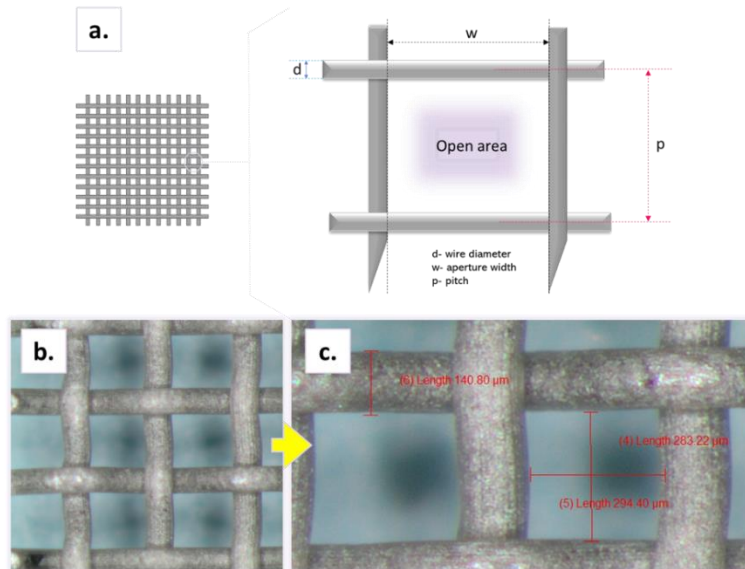 a.
w
d
Open area
p
d- wire diameter
w- aperture width
p- pitch
b.
c.
(6) Length 140.80 µm
(4) Length 283.22 µm
(5) Length 294.40 µm